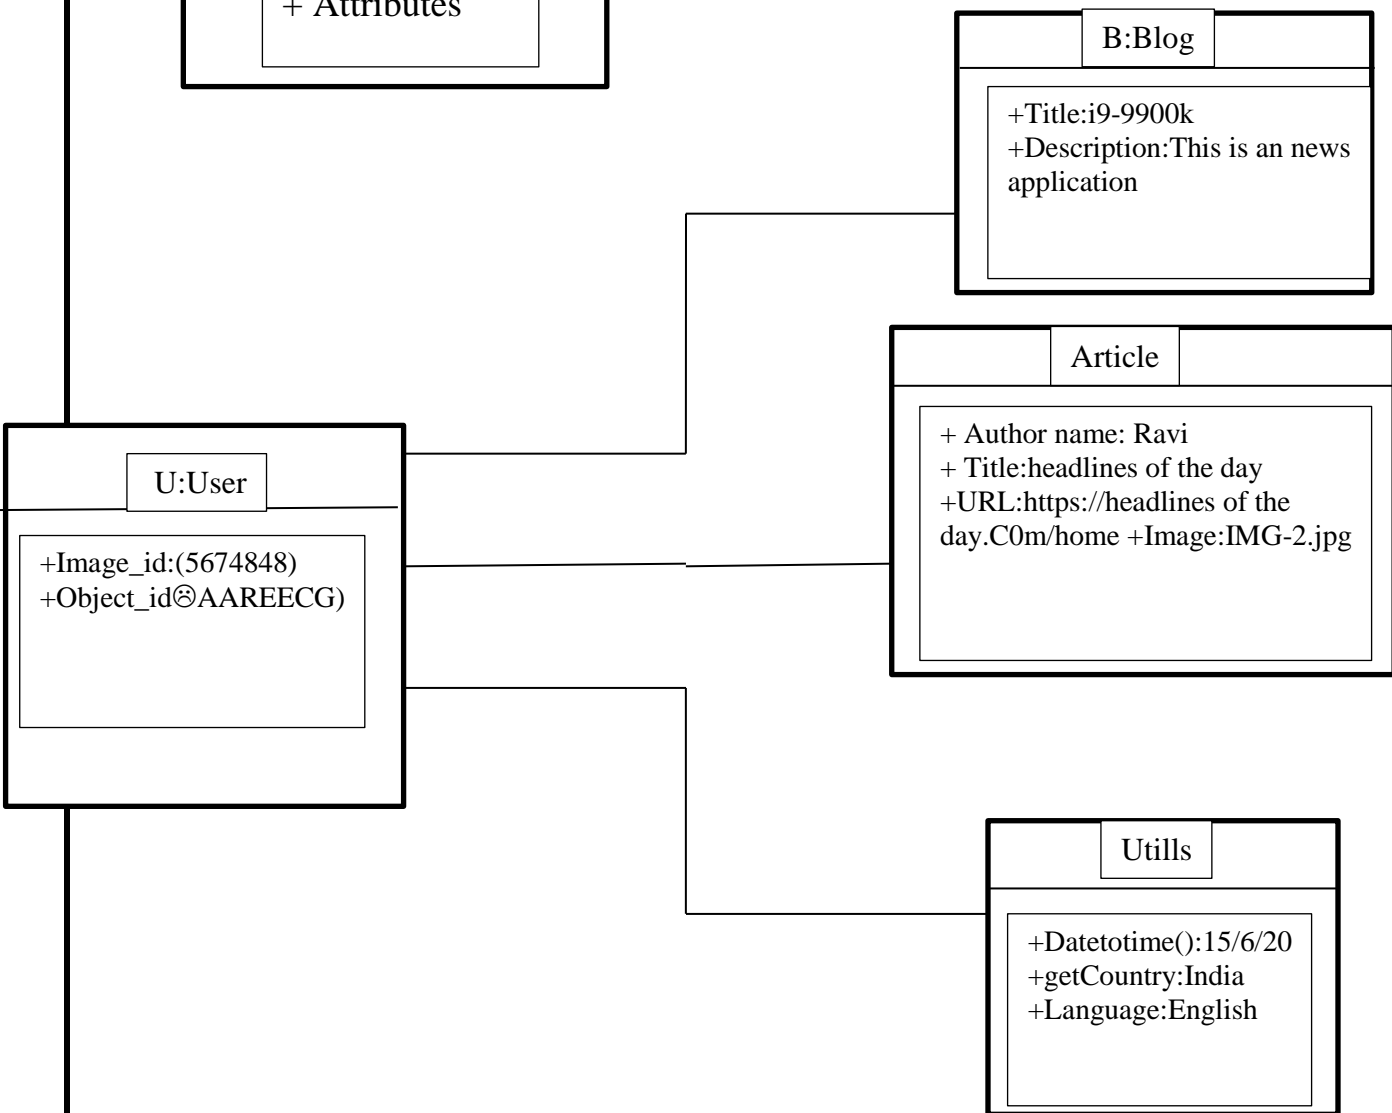 + Attributes
B:Blog
+Title:i9-9900k
+Description:This is an news
application
Article
+ Author name: Ravi
+ Title:headlines of the day
+URL:https://headlines of the
day.C0m/home +Image:IMG-2.jpg
U:User
+Image_id:(5674848)
+Object_id☹AAREECG)
Utills
+Datetotime():15/6/20
+getCountry:India
+Language:English